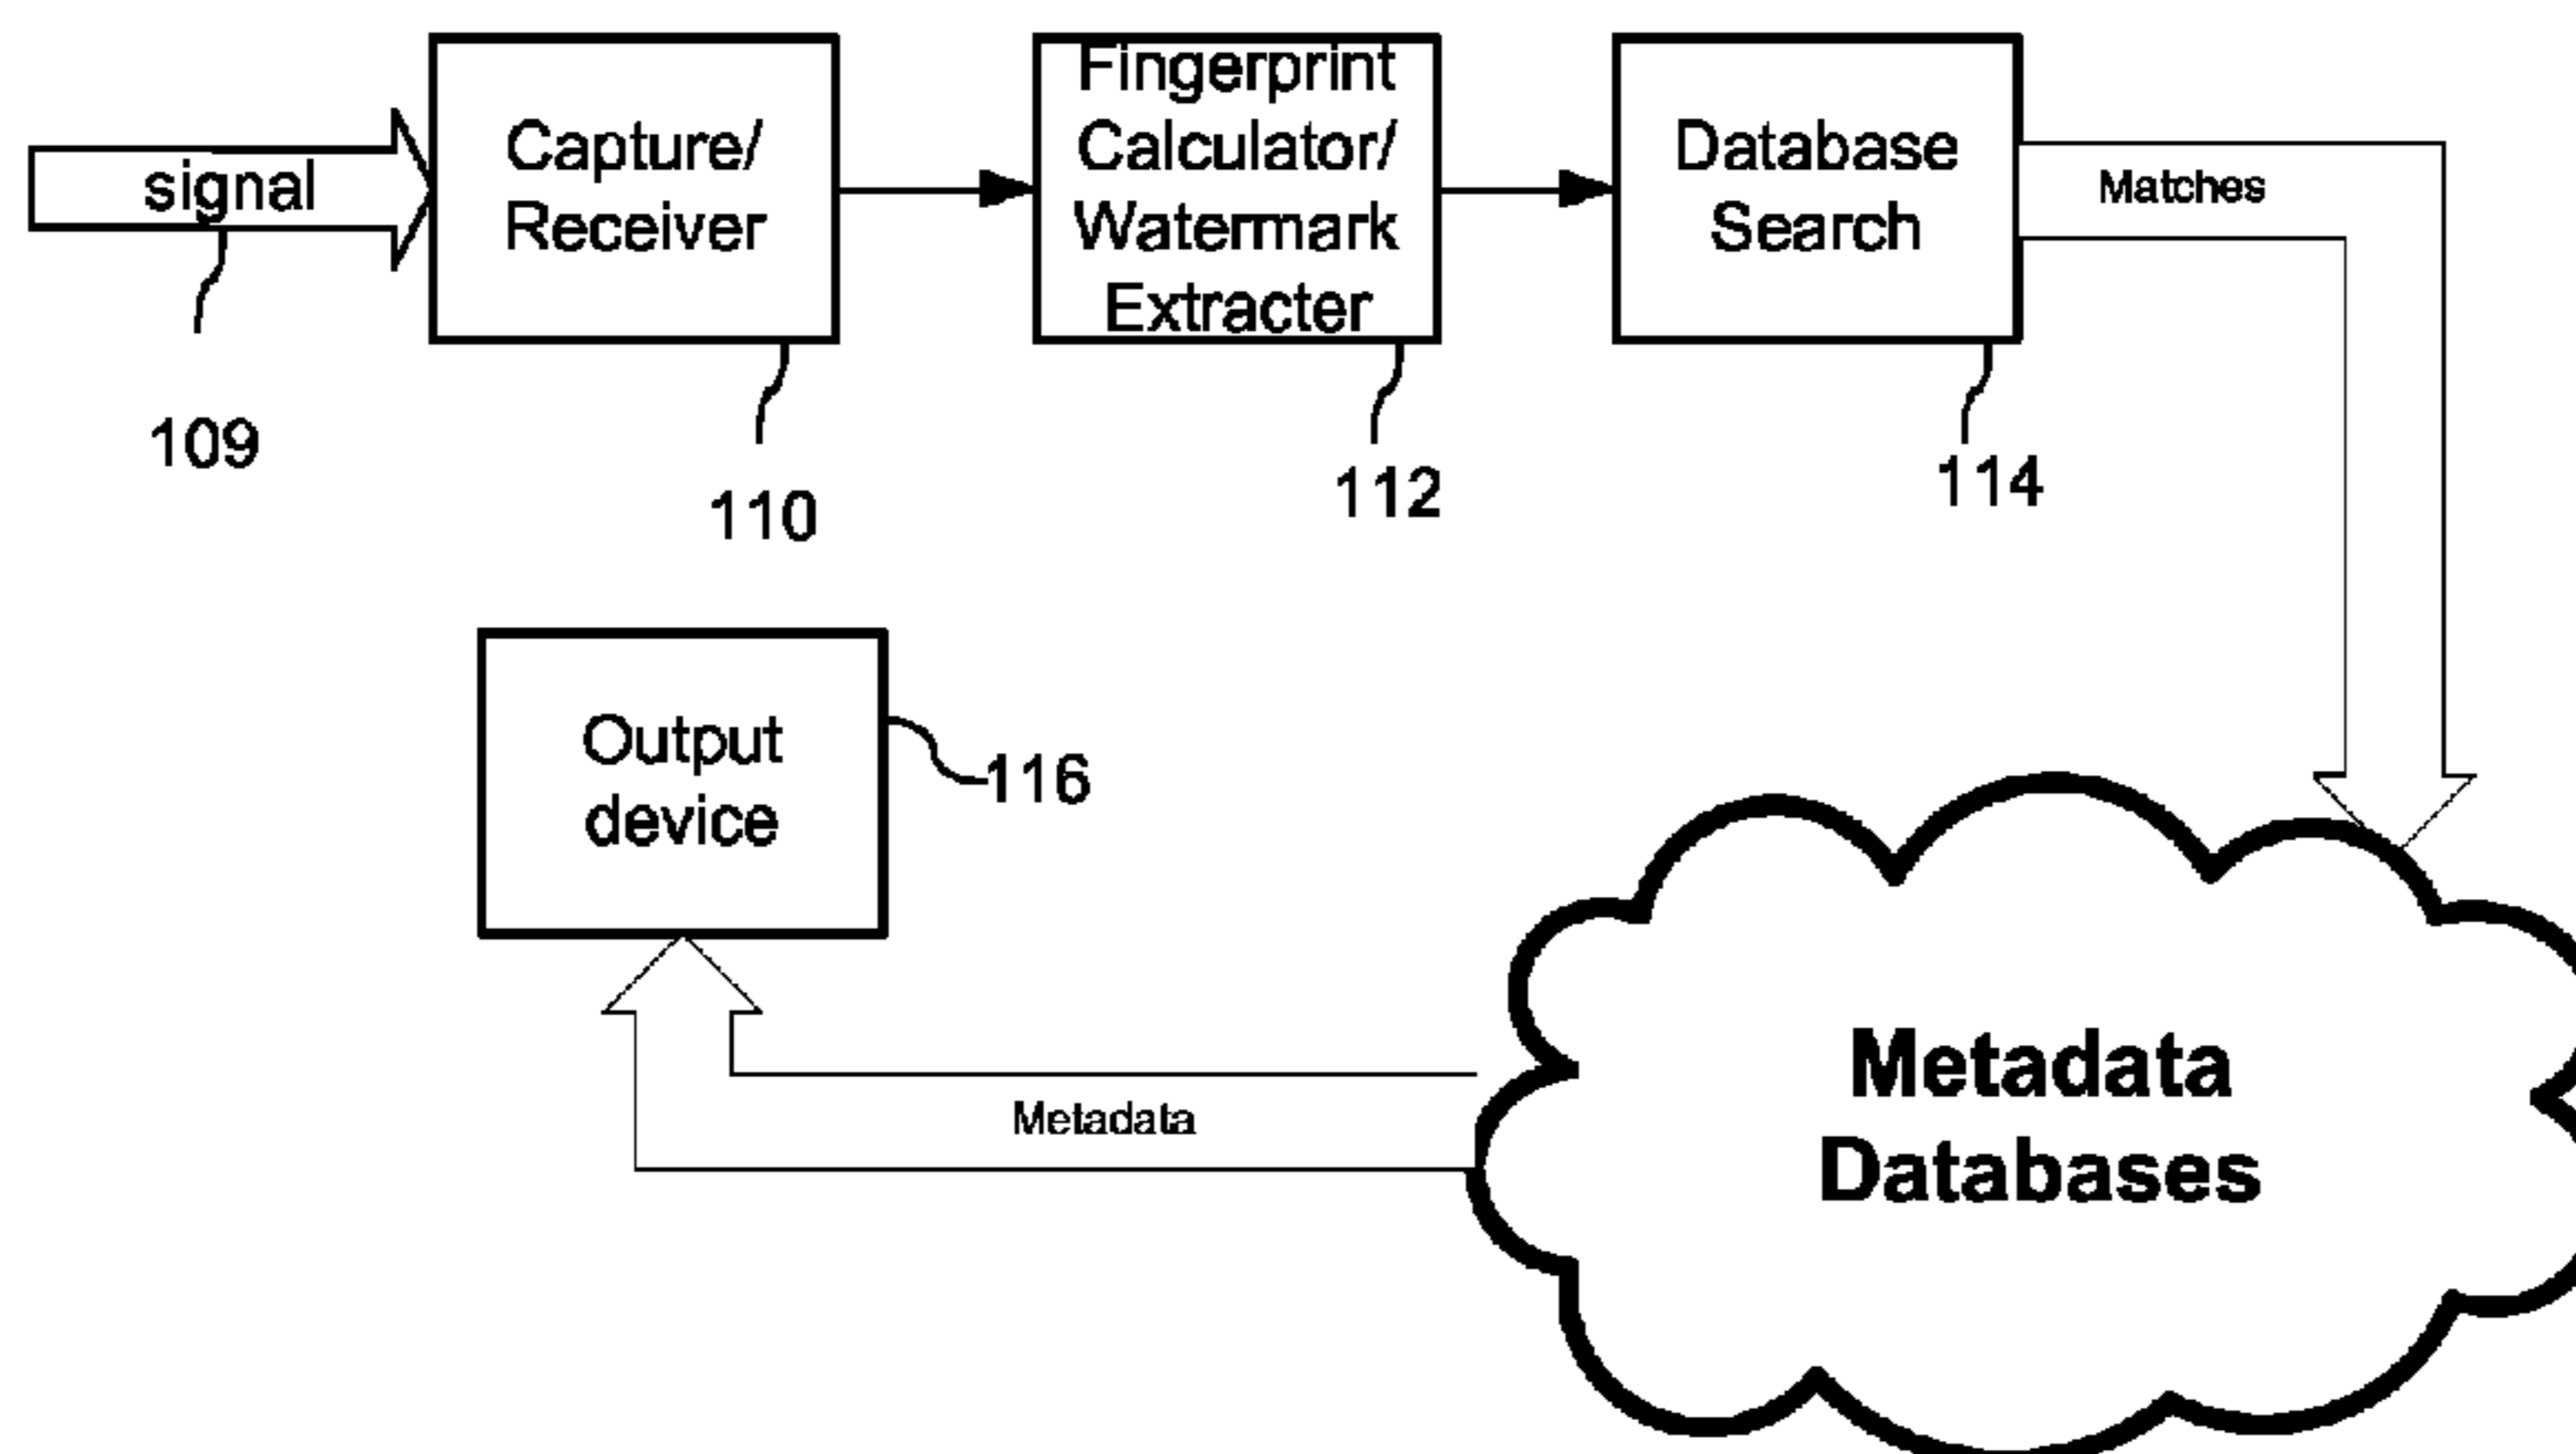 signal
Capture/
Receiver
Fingerprint
Calculator/
Watermark
Extracter
Database
Search
Matches
109
110
112
114
Output
device
116
Metadata
Databases
Metadata